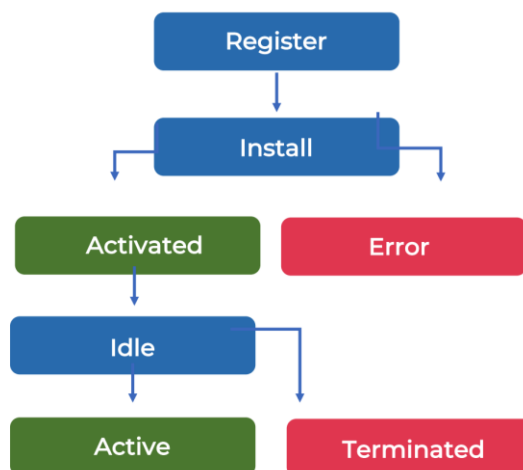 Register
Install
Activated
Error
Idle
Active
Terminated